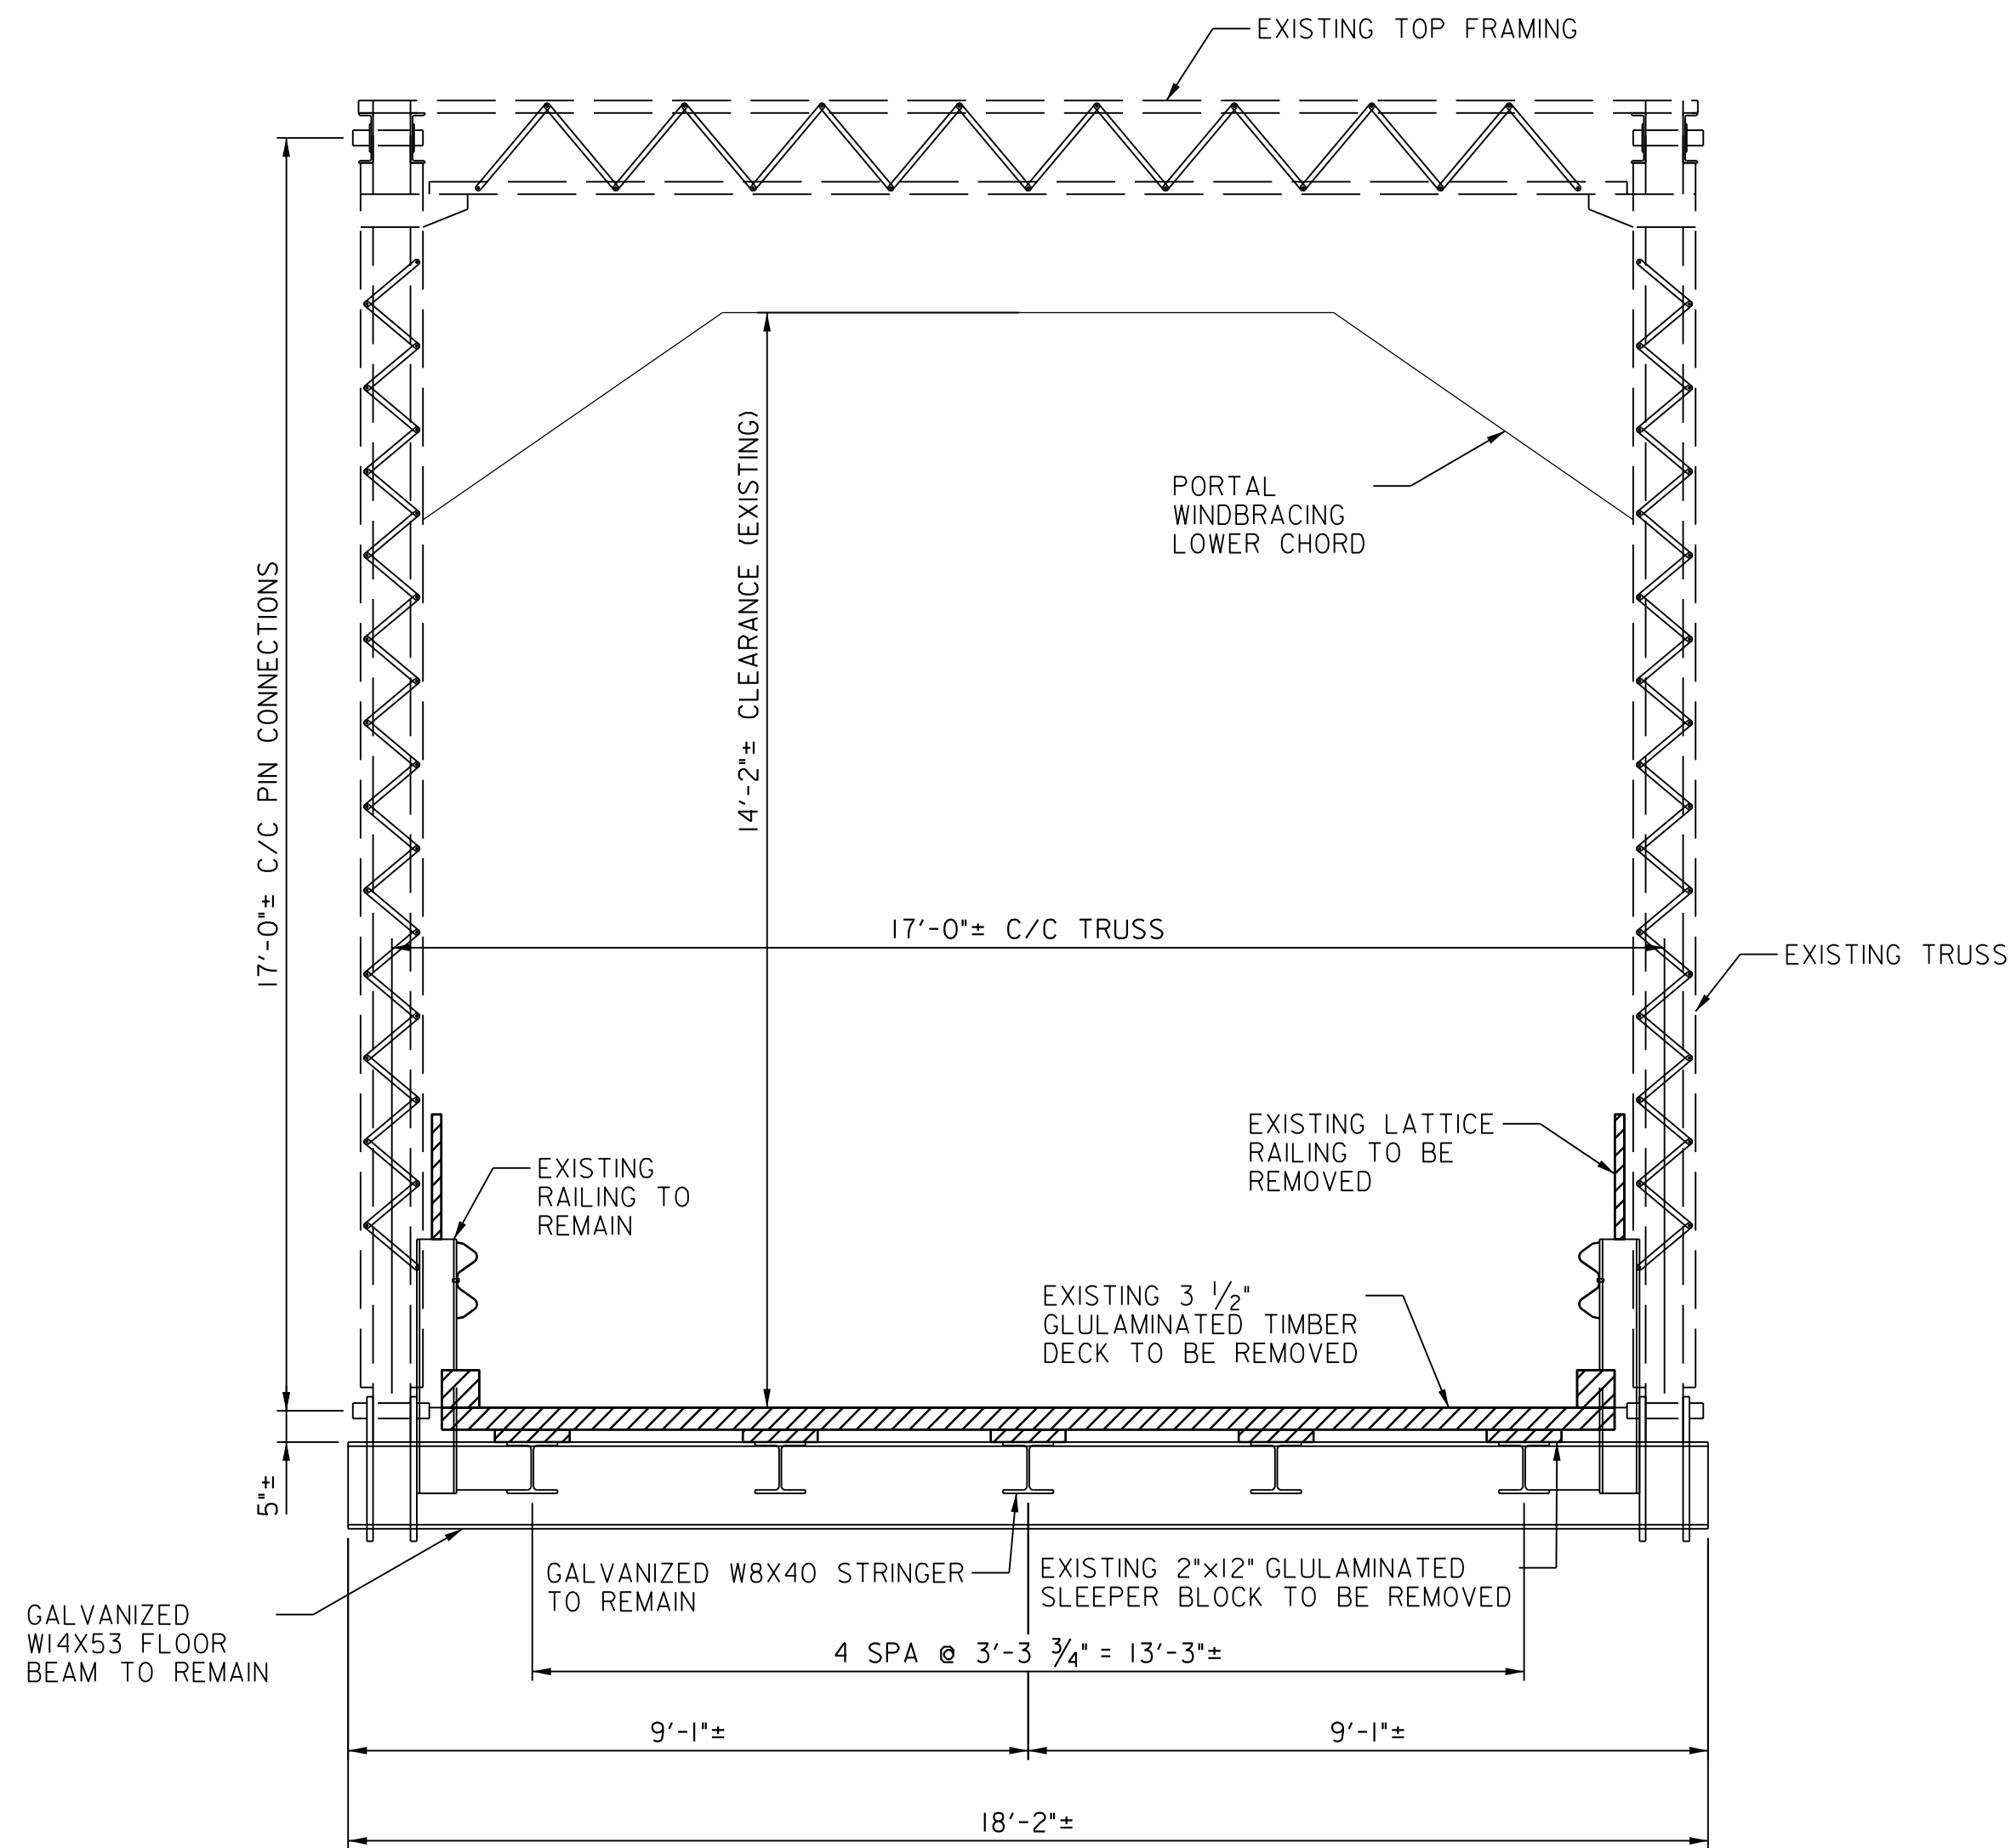 EXISTING TOP FRAMING
PORTAL
WINDBRACING
LOWER CHORD
14'-2"± CLEARANCE (EXISTING)
17'-0"± C/C PIN CONNECTIONS
17'-0"± C/C TRUSS
EXISTING TRUSS
EXISTING LATTICE
RAILING TO BE
REMOVED
EXISTING
RAILING TO
REMAIN
EXISTING 3 1/2"
GLULAMINATED TIMBER
DECK TO BE REMOVED
5"±
GALVANIZED W8X40 STRINGER
TO REMAIN
EXISTING 2"x12" GLULAMINATED
SLEEPER BLOCK TO BE REMOVED
GALVANIZED
W14X53 FLOOR
BEAM TO REMAIN
4 SPA @ 3'-3 3/4" = 13'-3"±
9'-1"±
9'-1"±
18'-2"±